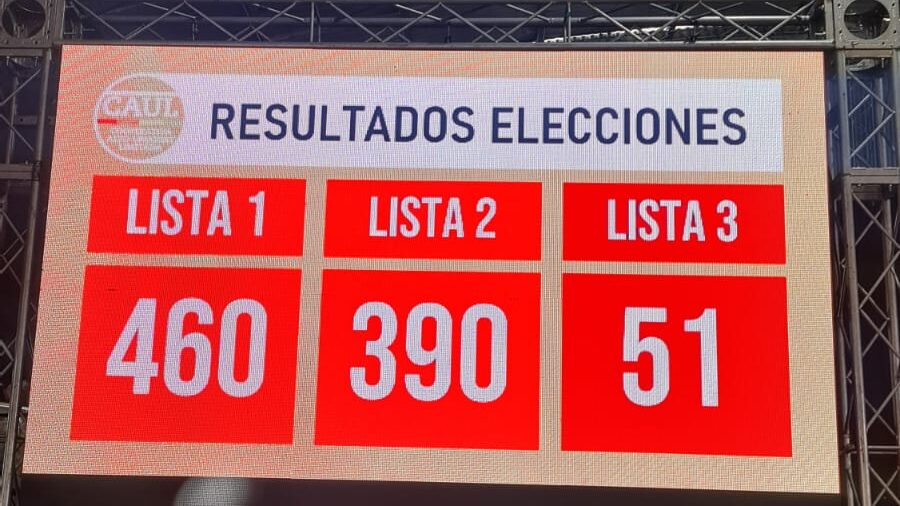 CAUL
RESULTADOS ELECCIONES
LISTA 1
LISTA 2
LISTA 3
460
390
51